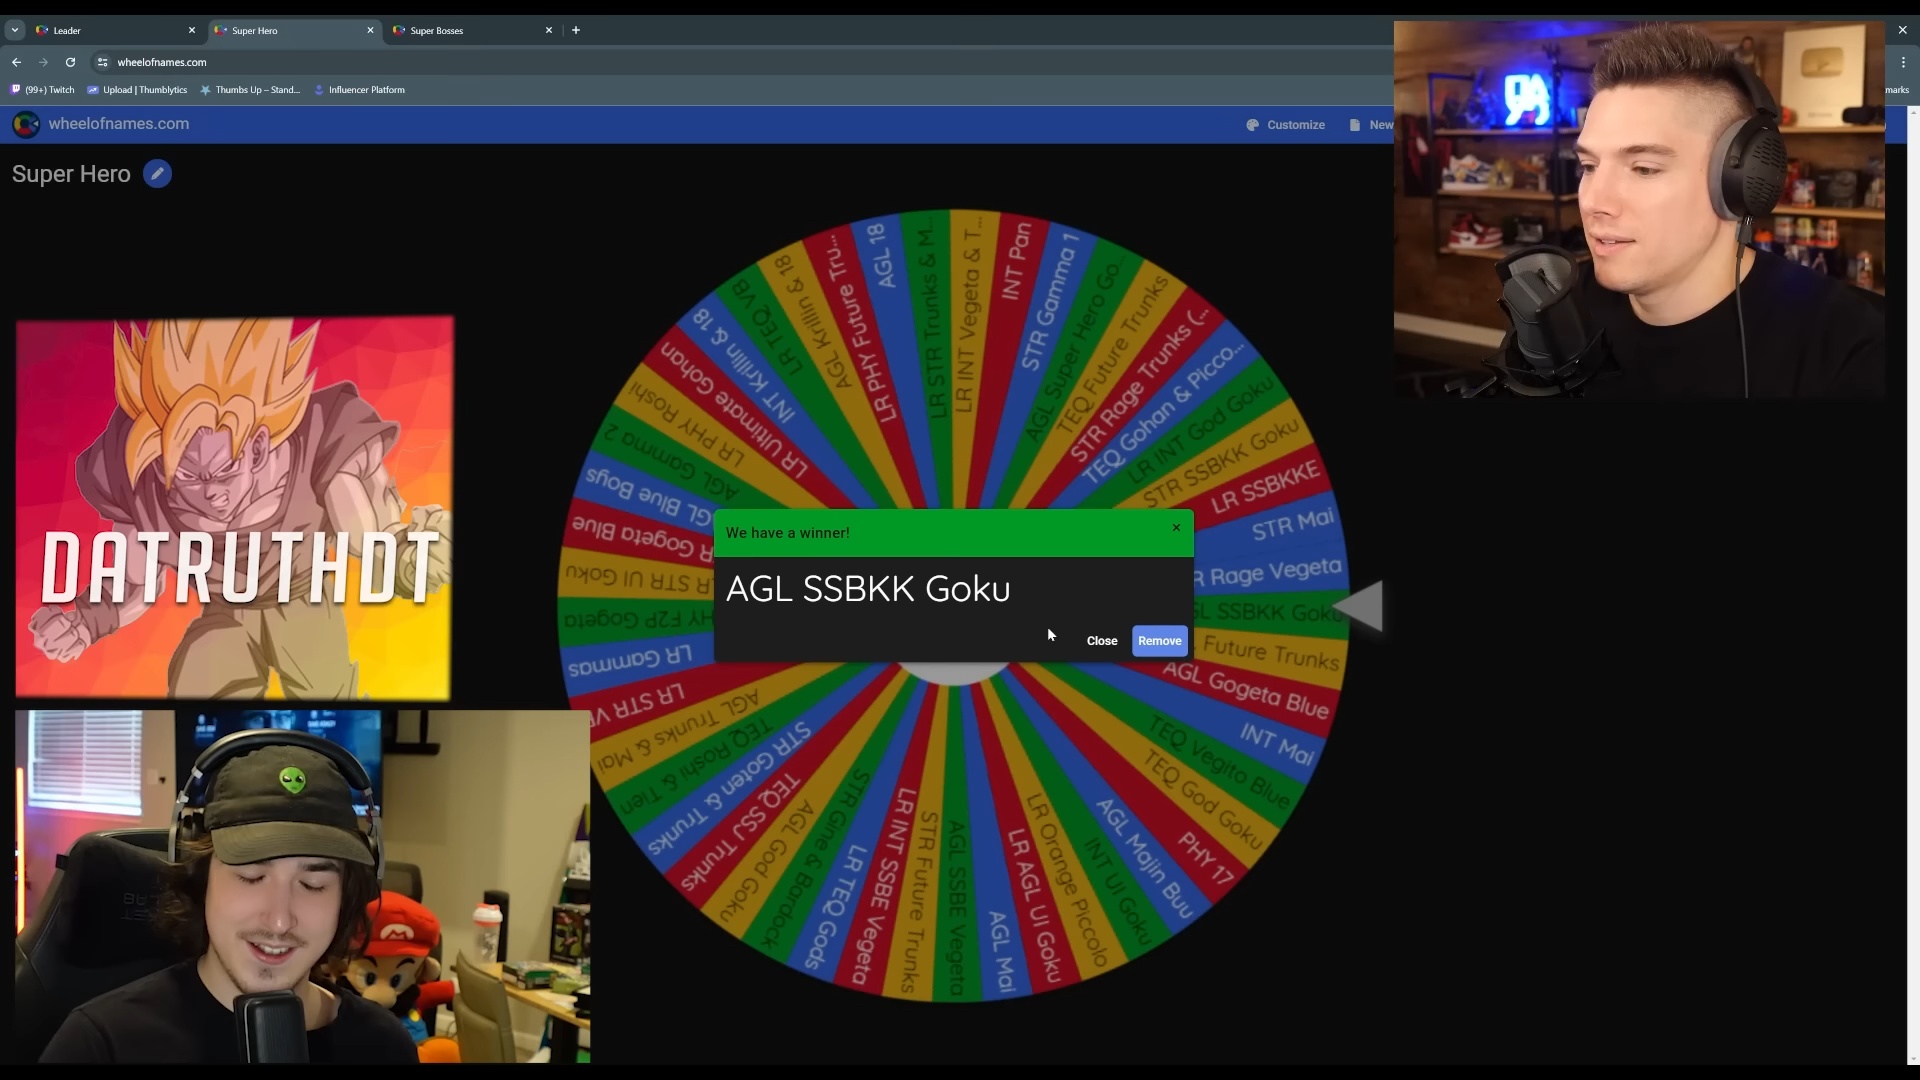 Leader
Super Hero
Super Bosses
wheelofnames.com
(99+) Twitch
Upload | Thumblytics
Thumbs Up – Stand...
Influencer Platform
marks
wheelofnames.com
Customize
New
Super Hero
AGL 18
LR STR Trunks & M...
LR INT Vegeta & T...
INT Pan
STR Gamma 1
AGL Super Hero Go...
TEQ Future Trunks
STR Rage Trunks (...
TEQ Gohan & Picco...
LR INT God Goku
STR SSBKK Goku
LR SSBKKE
STR Mai
R Rage Vegeta
GL SSBKK Goku
Future Trunks
AGL Gogeta Blue
INT Mai
TEQ Vegito Blue
TEQ God Goku
PHY 17
AGL Majin Buu
INT UI Goku
LR Orange Piccolo
LR AGL UI Goku
AGL Mai
AGL SSBE Vegeta
STR Future Trunks
LR INT SSBE Vegeta
LR TEQ Gods
STR Gine & Bardock
AGL God Goku
TEQ SSJ Trunks
STR Goten & Trunks
TEQ Roshi & Tien
AGL Trunks & Mai
LR STR V
LR Gammas
HY F2P Gogeta
LR STR UI Goku
R Gogeta Blue
AGL Blue Boys
AGL Gamma 2
LR PHY Roshi
LR Ultimate Gohan
INT Krillin & 18
LR TEQ VB
AGL Krillin & 18
LR PHY Future Tru...
We have a winner!
AGL SSBKK Goku
Close
Remove
DATRUTHDT